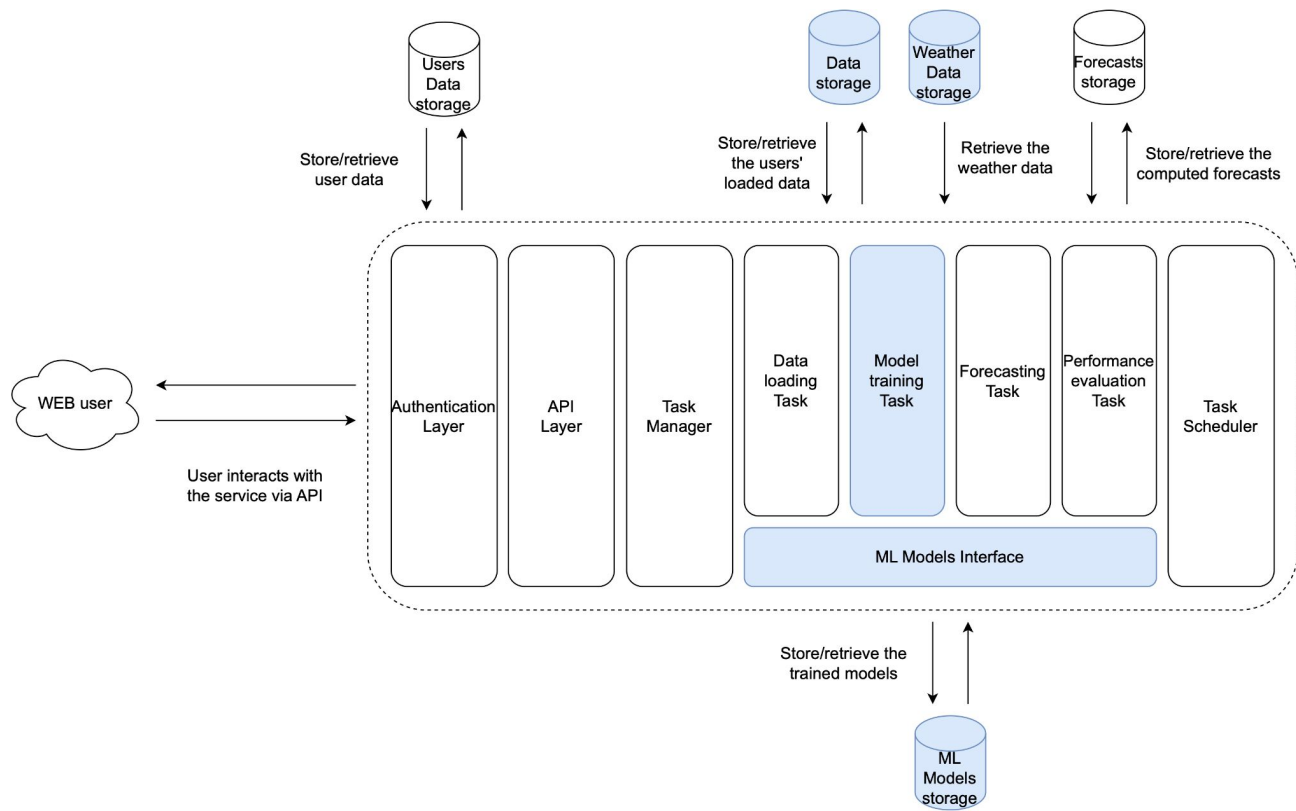 Users
Data
storage
Data
storage
Weather
Data
storage
Forecasts
storage
Store/retrieve
user data
Store/retrieve
the users'
loaded data
Retrieve the
weather data
Store/retrieve the
computed forecasts
WEB user
User interacts with
the service via API
Authentication
Layer
API
Layer
Task
Manager
Data
loading
Task
Model
training
Task
Forecasting
Task
Performance
evaluation
Task
Task
Scheduler
ML Models Interface
Store/retrieve the
trained models
ML
Models
storage